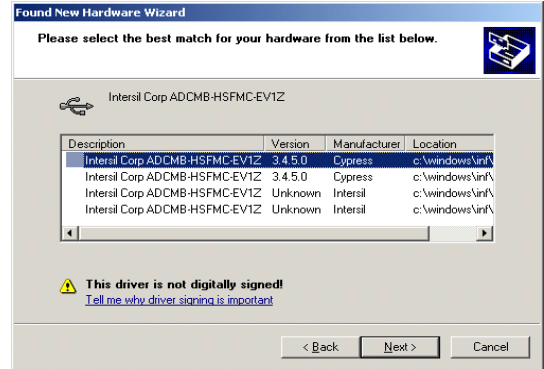 Found New Hardware Wizard
Please select the best match for your hardware from the list below.
Intersil Corp ADCMB-HSFMC-EV1Z
Description Version Manufacturer Location
Intersil Corp ADCMB-HSFMC-EV1Z 3.4.5.0 Cypress c:\windows\inf\
Intersil Corp ADCMB-HSFMC-EV1Z 3.4.5.0 Cypress c:\windows\inf\
Intersil Corp ADCMB-HSFMC-EV1Z Unknown Intersil c:\windows\inf\
Intersil Corp ADCMB-HSFMC-EV1Z Unknown Intersil c:\windows\inf\
This driver is not digitally signed!
Tell me why driver signing is important
< Back Next > Cancel